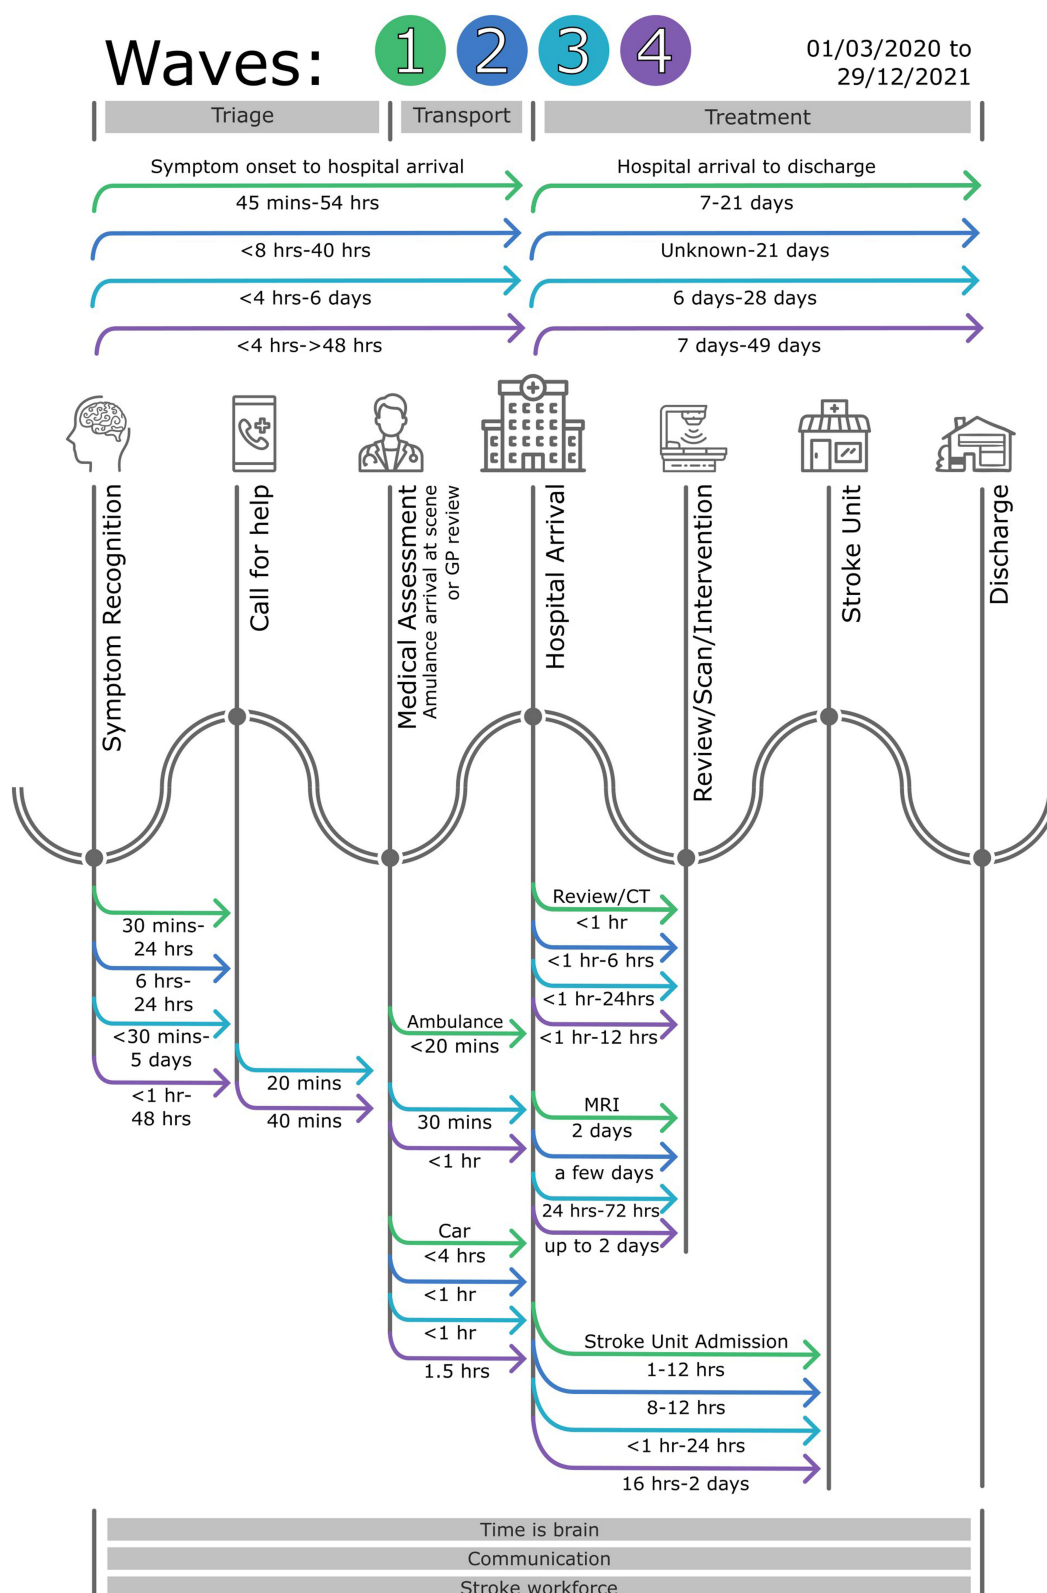 Waves:
1
2
3
4
01/03/2020 to
29/12/2021
Triage
Transport
Treatment
Symptom onset to hospital arrival
45 mins-54 hrs
<8 hrs-40 hrs
<4 hrs-6 days
<4 hrs->48 hrs
Hospital arrival to discharge
7-21 days
Unknown-21 days
6 days-28 days
7 days-49 days
Symptom Recognition
Call for help
Medical Assessment
Amulance arrival at scene
or GP review
Hospital Arrival
Review/Scan/Intervention
Stroke Unit
Discharge
30 mins-
24 hrs
6 hrs-
24 hrs
<30 mins-
5 days
<1 hr-
48 hrs
20 mins
40 mins
Ambulance
<20 mins
30 mins
<1 hr
Car
<4 hrs
<1 hr
<1 hr
1.5 hrs
Review/CT
<1 hr
<1 hr-6 hrs
<1 hr-24hrs
<1 hr-12 hrs
MRI
2 days
a few days
24 hrs-72 hrs
up to 2 days
Stroke Unit Admission
1-12 hrs
8-12 hrs
<1 hr-24 hrs
16 hrs-2 days
Time is brain
Communication
Stroke workforce